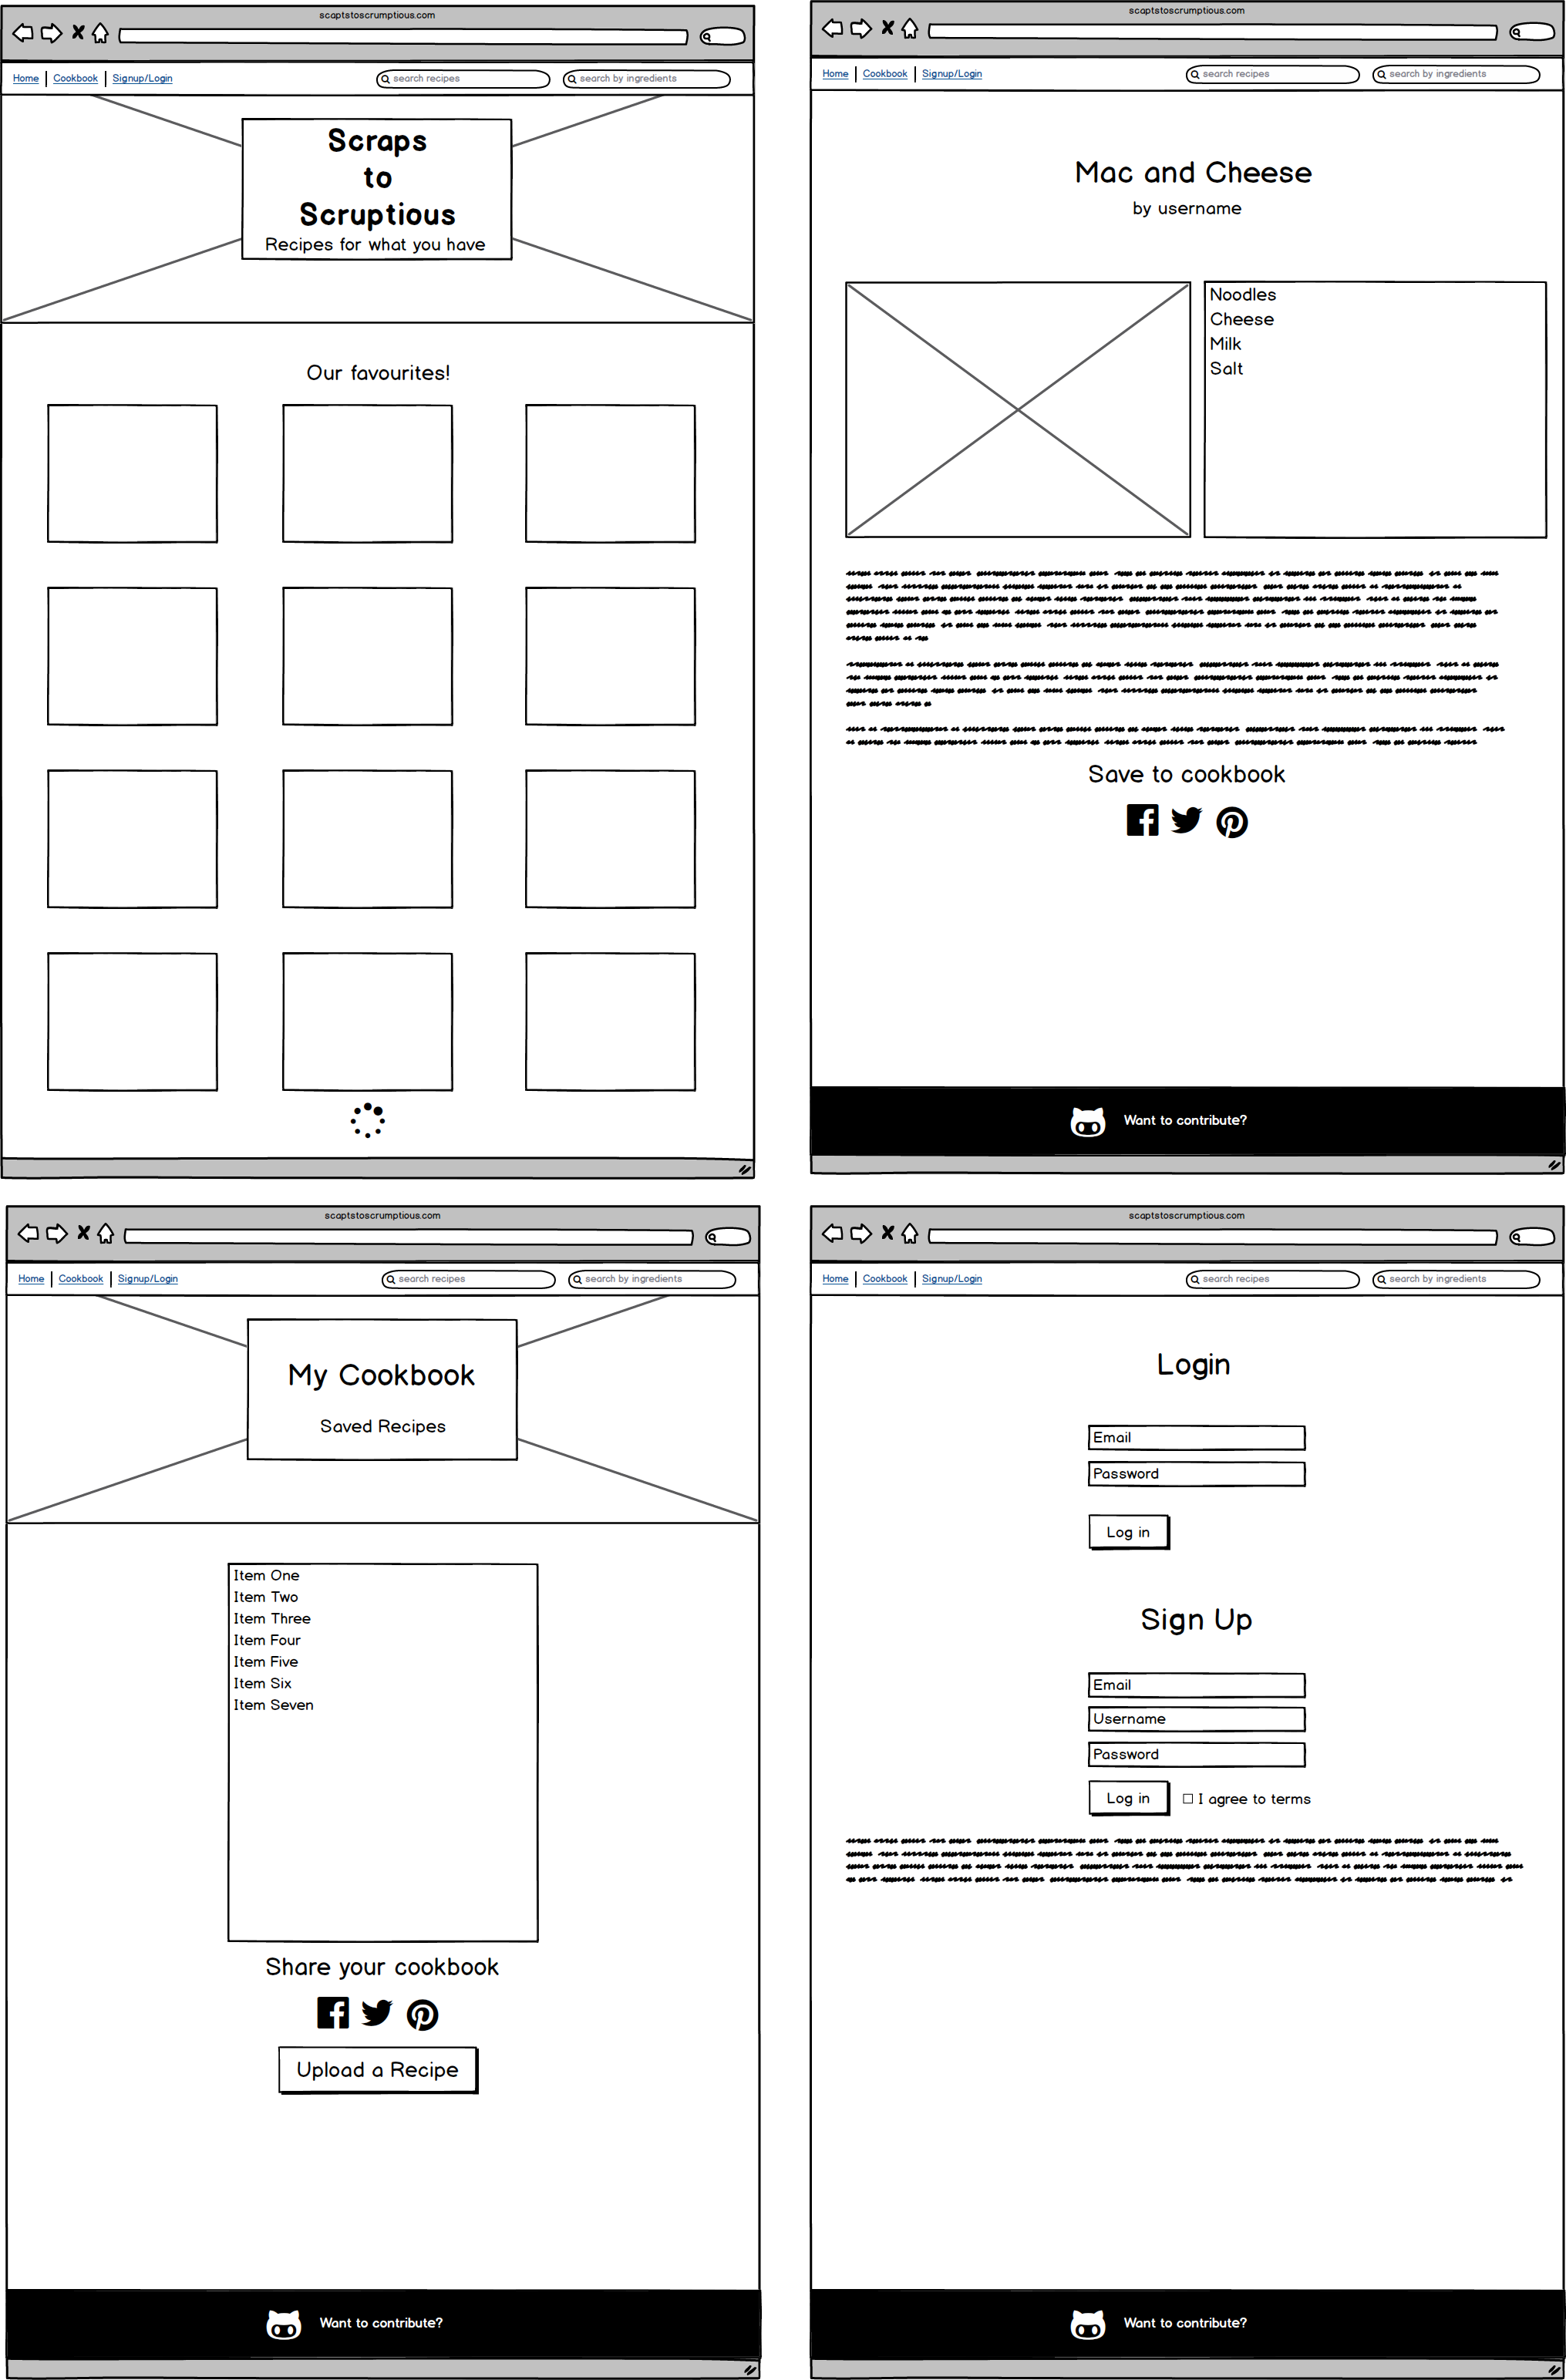 scaptstoscrumptious.com
Home | Cookbook | Signup/Login search recipes search by ingredients
Scraps
to
Scruptious
Recipes for what you have
Our favourites!
scaptstoscrumptious.com
Home | Cookbook | Signup/Login search recipes search by ingredients
Mac and Cheese
by username
Noodles
Cheese
Milk
Salt
Save to cookbook
Want to contribute?
scaptstoscrumptious.com
Home | Cookbook | Signup/Login search recipes search by ingredients
My Cookbook
Saved Recipes
Item One
Item Two
Item Three
Item Four
Item Five
Item Six
Item Seven
Share your cookbook
Upload a Recipe
Want to contribute?
scaptstoscrumptious.com
Home | Cookbook | Signup/Login search recipes search by ingredients
Login
Email
Password
Log in
Sign Up
Email
Username
Password
Log in I agree to terms
Want to contribute?